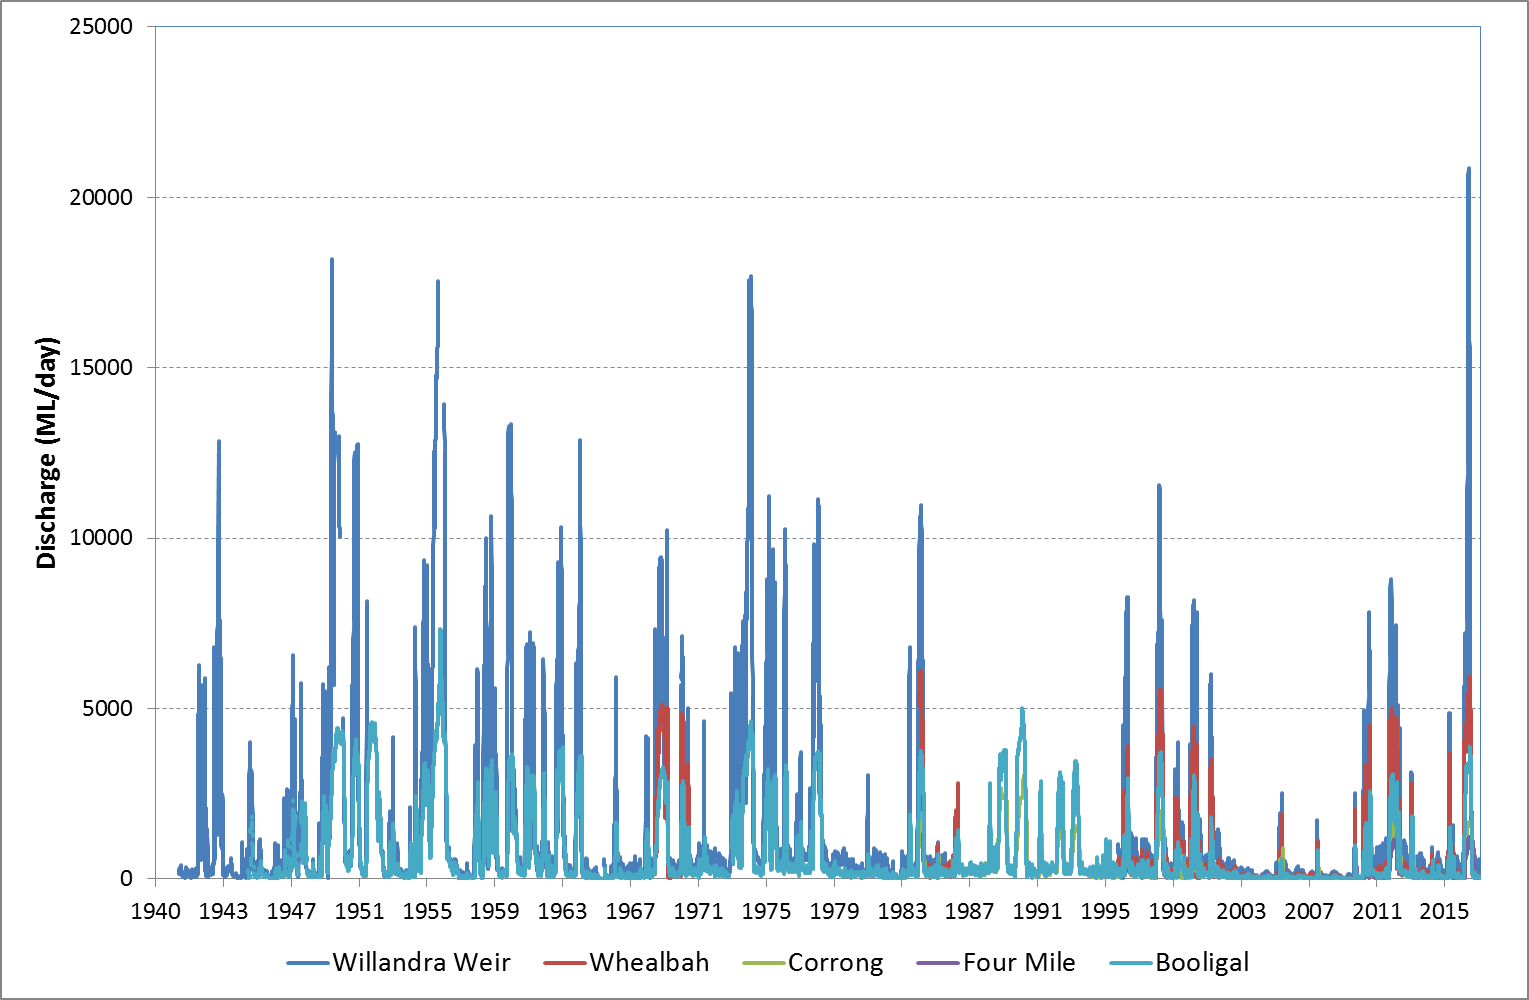 25000
20000
15000
10000
5000
0
Discharge (ML/day)
1940 1943 1947 1951 1955 1959 1963 1967 1971 1975 1979 1983 1987 1991 1995 1999 2003 2007 2011 2015
Willandra Weir Whealbah Corrong Four Mile Booligal